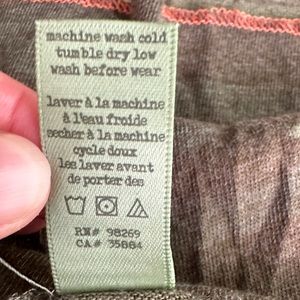 machine wash cold
tumble dry low
wash before wear
laver à la machine
à l'eau froide
secher à la machine
cycle doux
les laver avant
de porter des
RN# 98269
CA# 35884